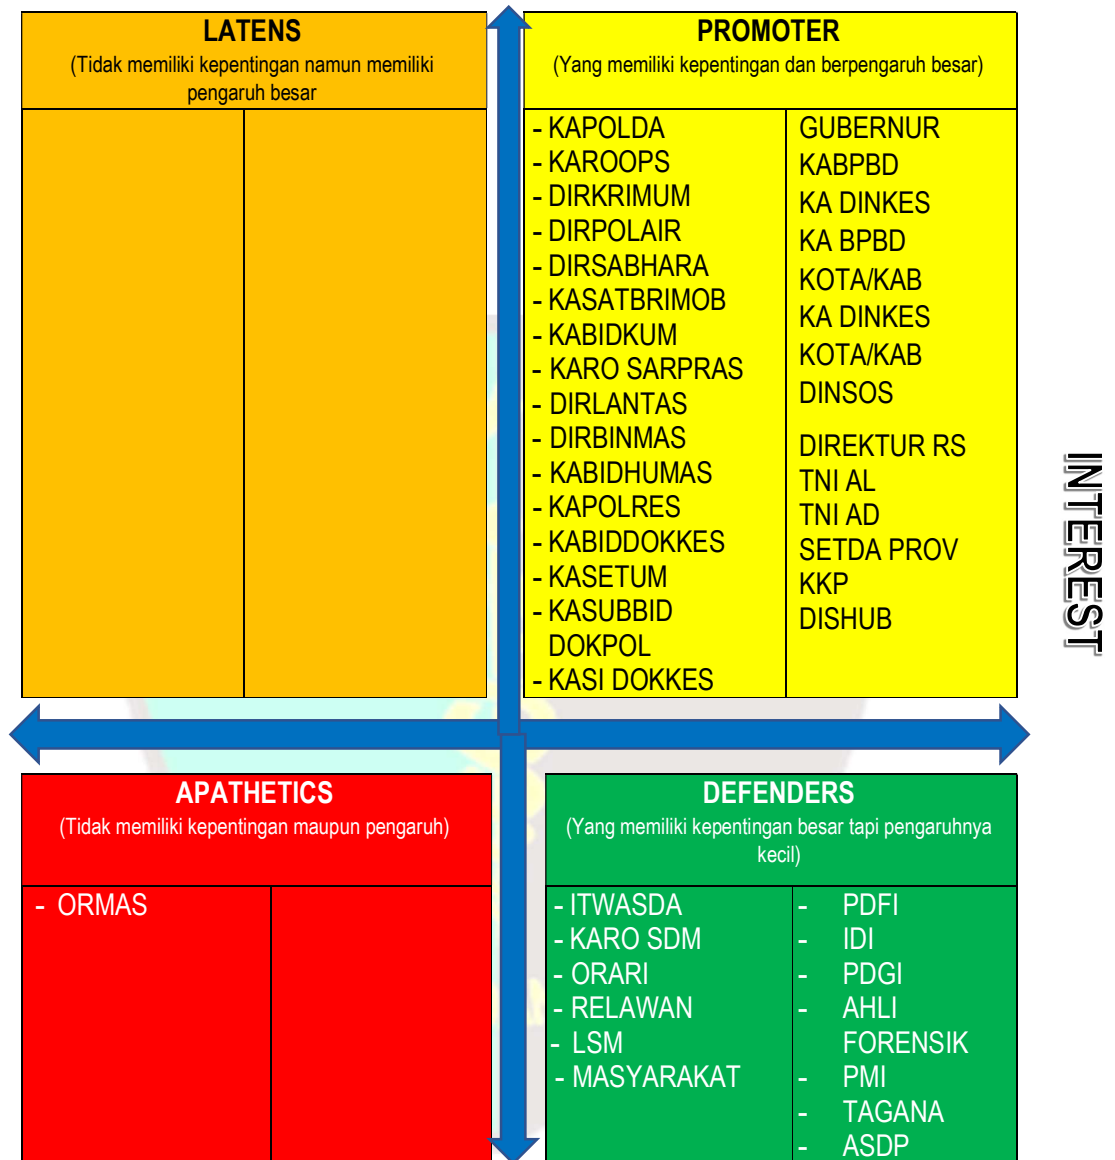 LATENS
(Tidak memiliki kepentingan namun memiliki
pengaruh besar
PROMOTER
(Yang memiliki kepentingan dan berpengaruh besar)
- KAPOLDA
- KAROOPS
- DIRKRIMUM
- DIRPOLAIR
- DIRSABHARA
- KASATBRIMOB
- KABIDKUM
- KARO SARPRAS
- DIRLANTAS
- DIRBINMAS
- KABIDHUMAS
- KAPOLRES
- KABIDDOKKES
- KASETUM
- KASUBBID
DOKPOL
- KASI DOKKES
GUBERNUR
KABPBD
KA DINKES
KA BPBD
KOTA/KAB
KA DINKES
KOTA/KAB
DINSOS
DIREKTUR RS
TNI AL
TNI AD
SETDA PROV
KKP
DISHUB
INTEREST
APATHETICS
(Tidak memiliki kepentingan maupun pengaruh)
- ORMAS
DEFENDERS
(Yang memiliki kepentingan besar tapi pengaruhnya
kecil)
- ITWASDA
- KARO SDM
- ORARI
- RELAWAN
- LSM
- MASYARAKAT
- PDFI
- IDI
- PDGI
- AHLI
FORENSIK
- PMI
- TAGANA
- ASDP